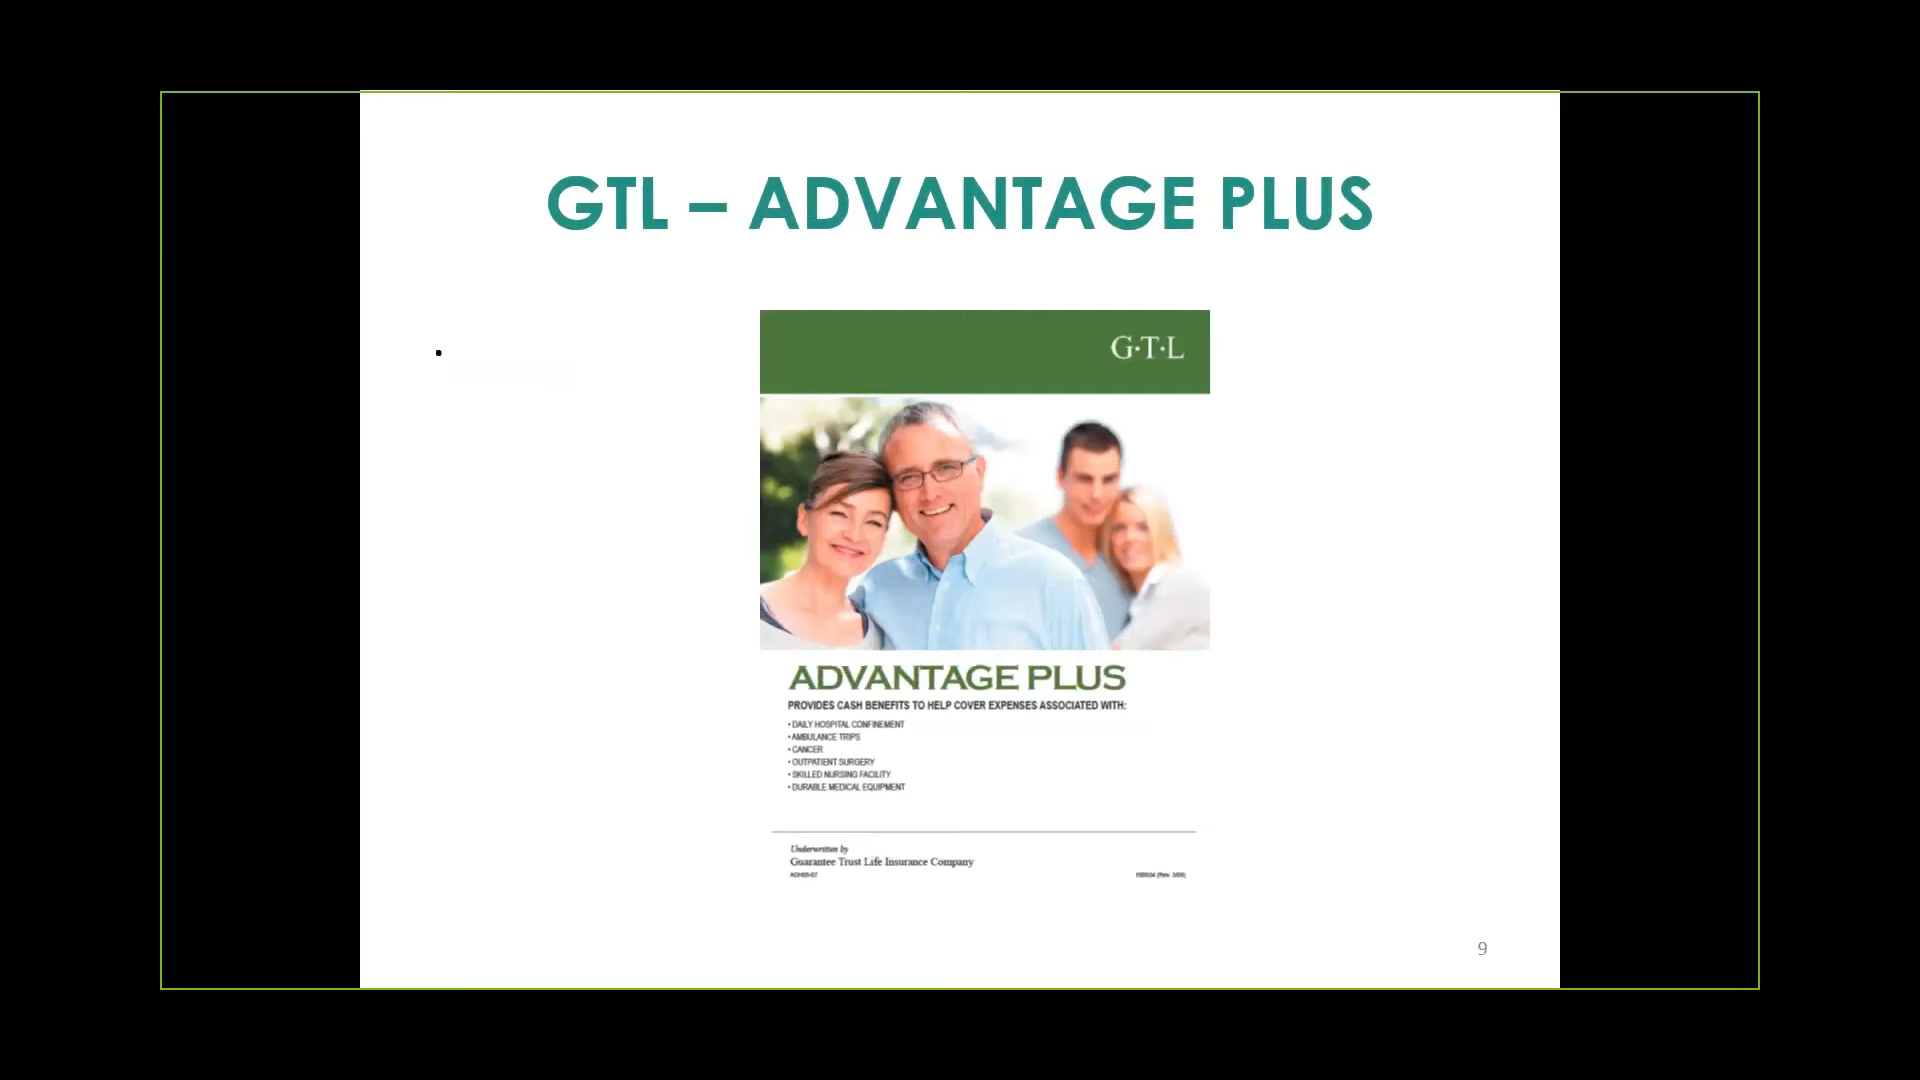 GTL – ADVANTAGE PLUS
•
G·T·L
ADVANTAGE PLUS
PROVIDES CASH BENEFITS TO HELP COVER EXPENSES ASSOCIATED WITH:
• DAILY HOSPITAL CONFINEMENT
• AMBULANCE TRIPS
• CANCER
• OUTPATIENT SURGERY
• SKILLED NURSING FACILITY
• DURABLE MEDICAL EQUIPMENT
Underwritten by
Guarantee Trust Life Insurance Company
9